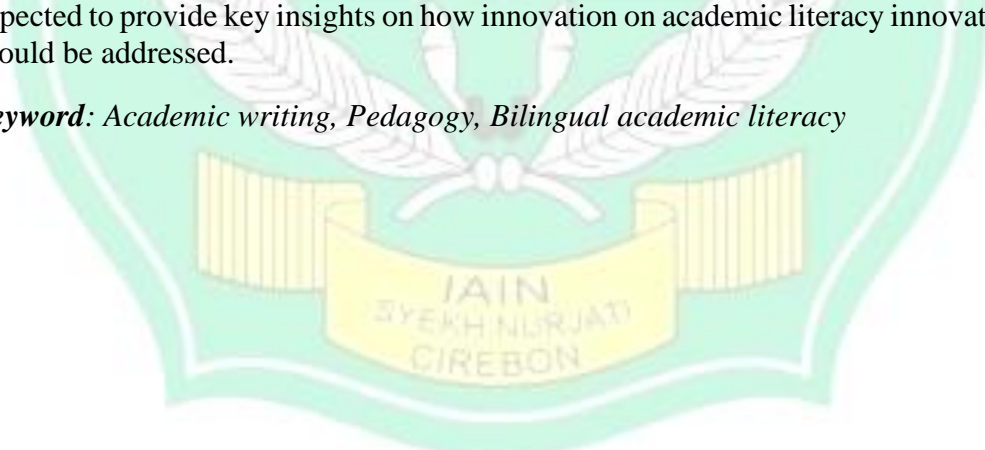 pected to provide key insights on how innovation on academic literacy innovat
ould be addressed.
eyword: Academic writing, Pedagogy, Bilingual academic literacy
IAIN
SYEKH NURJATI
CIREBON